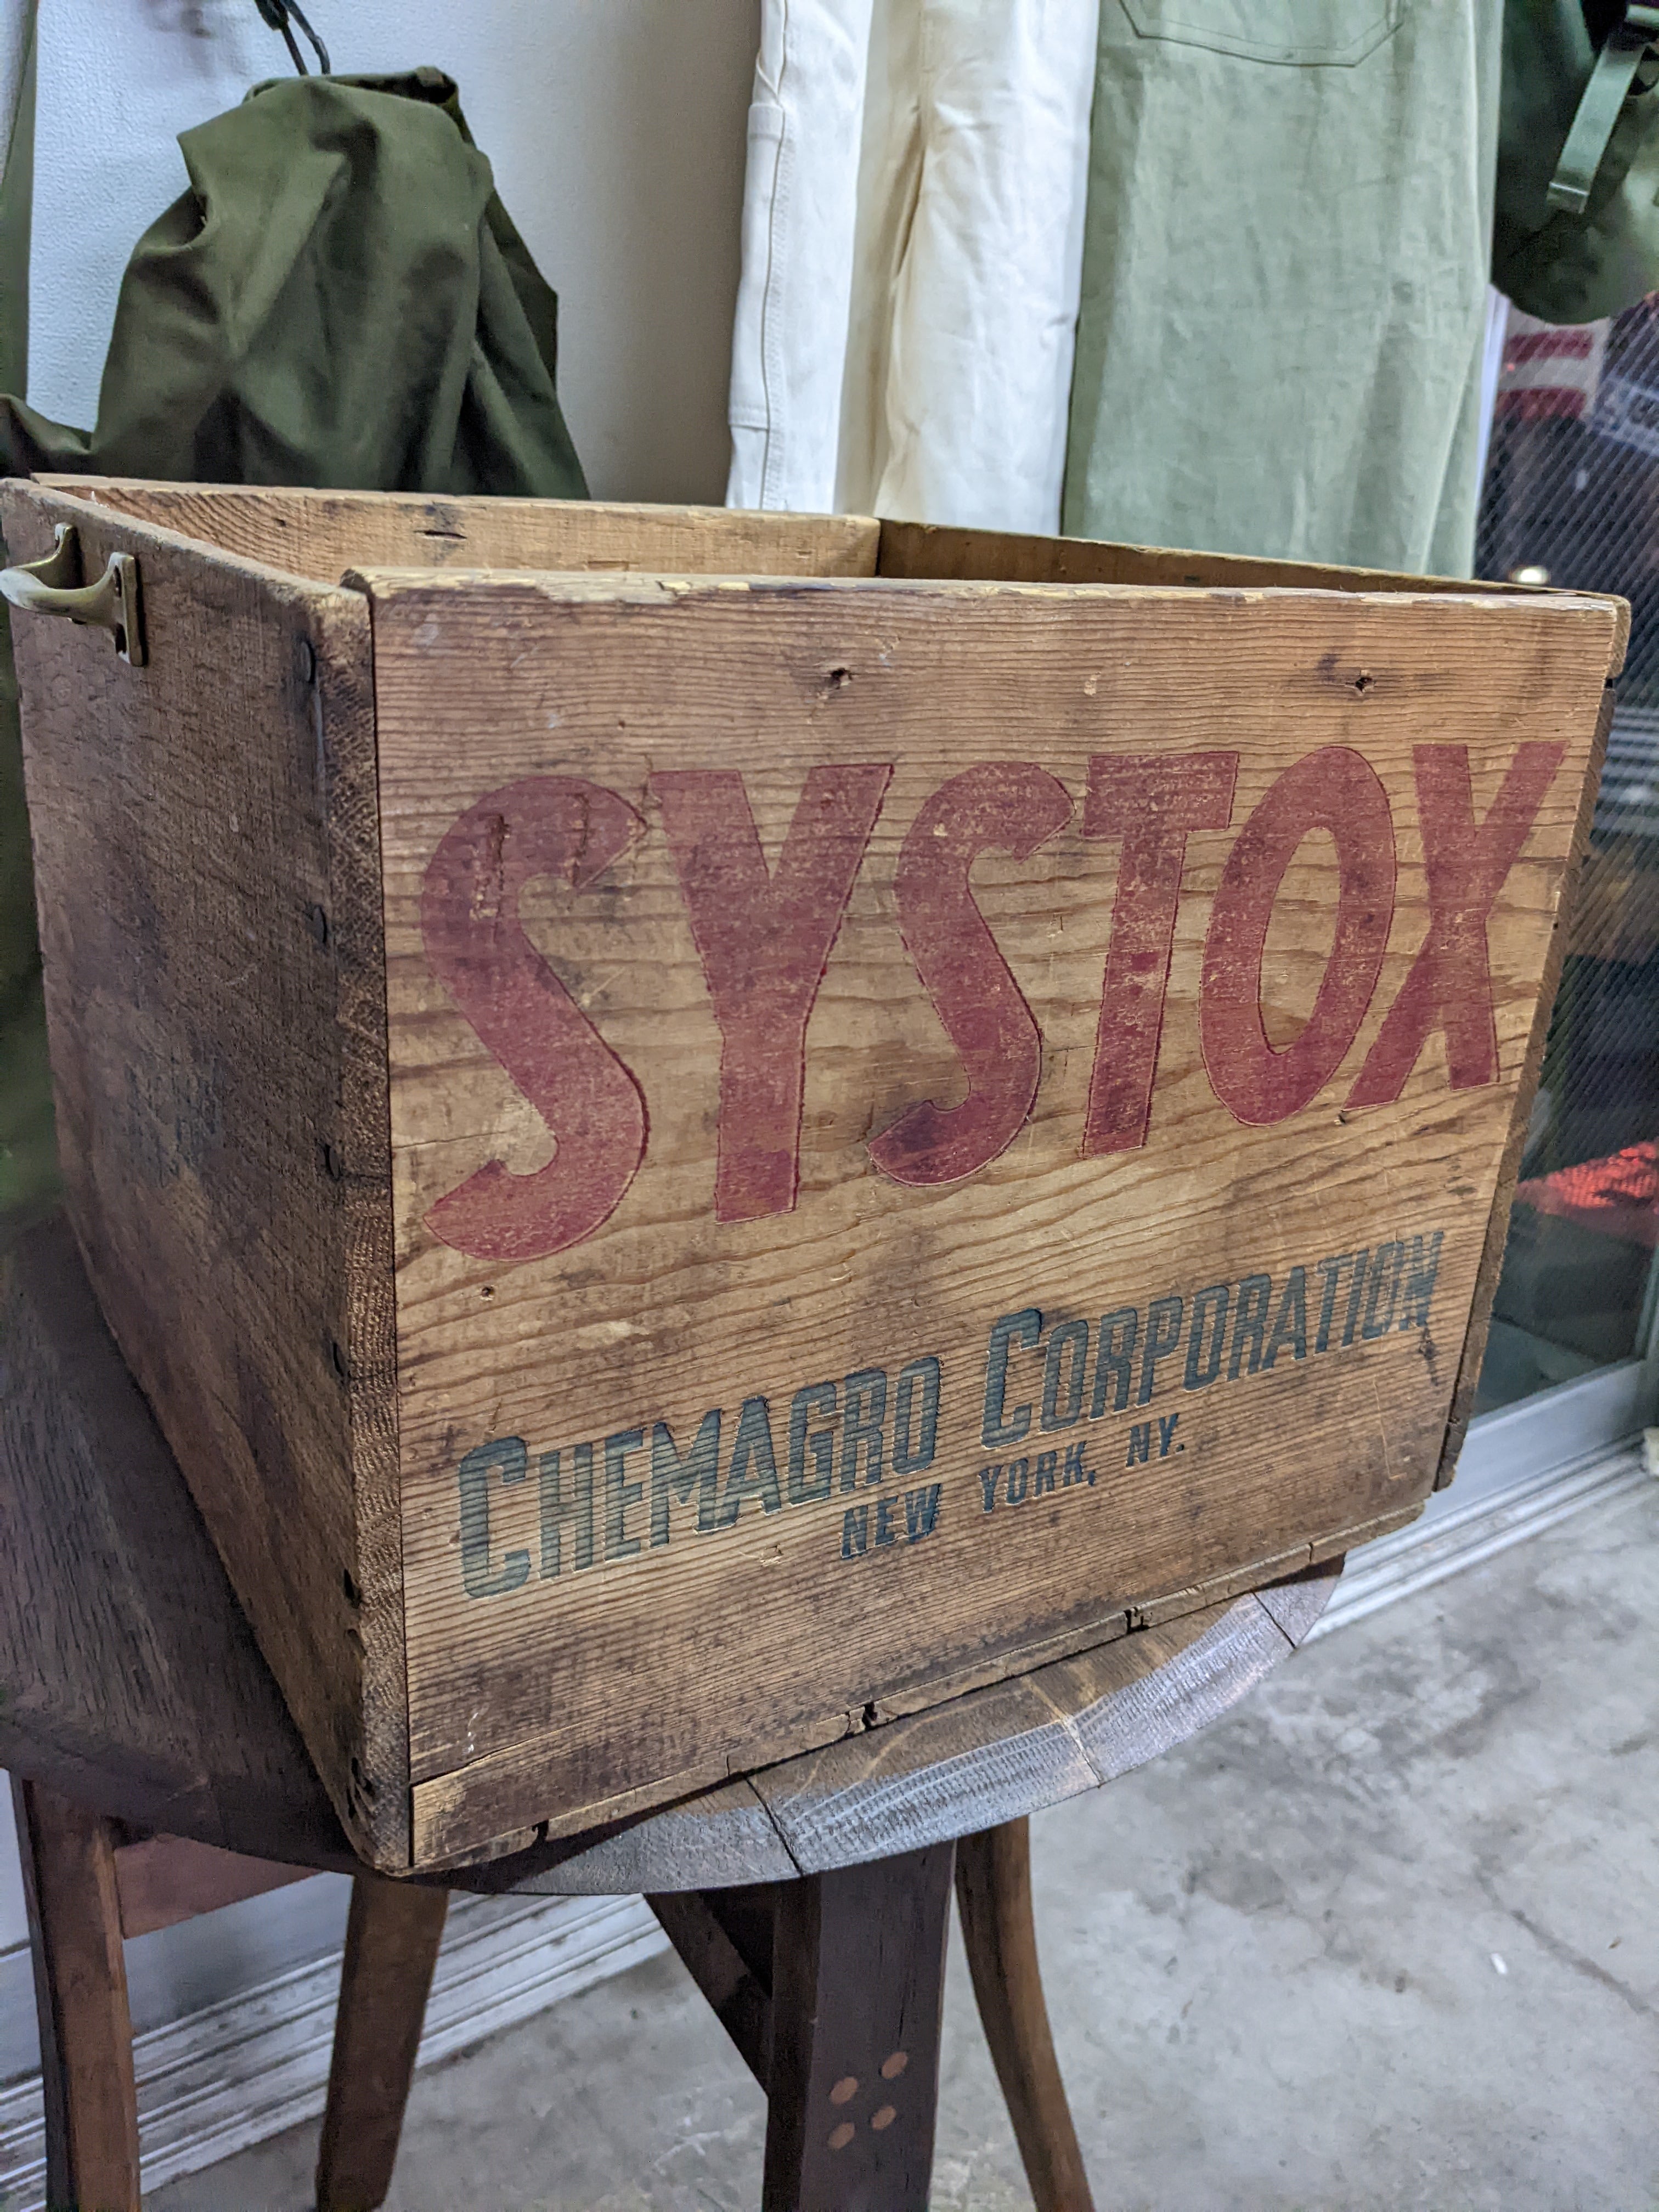 SYSTOX
CHEMAGRO CORPORATION
NEW YORK, NY.